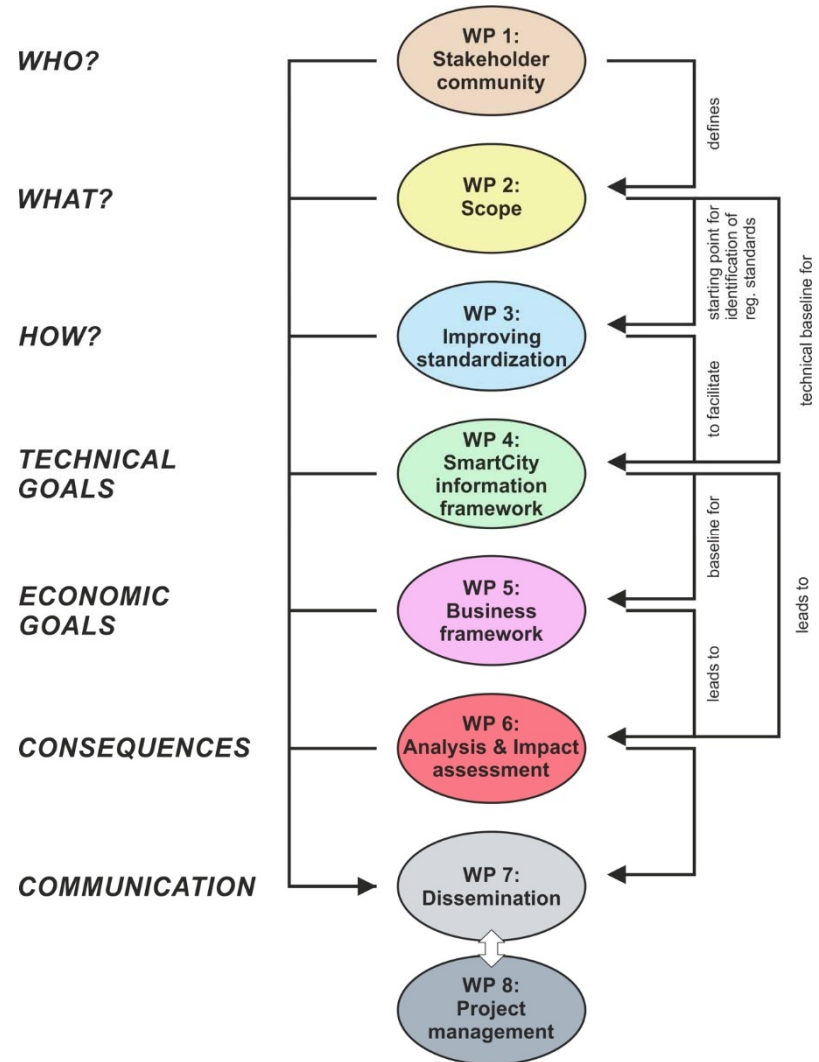 WHO?
WP 1:
Stakeholder
community
defines
WHAT?
WP 2:
Scope
starting point for
identification of
reg. standards
technical baseline for
HOW?
WP 3:
Improving
standardization
to facilitate
TECHNICAL
GOALS
WP 4:
SmartCity
information
framework
baseline for
leads to
ECONOMIC
GOALS
WP 5:
Business
framework
leads to
CONSEQUENCES
WP 6:
Analysis & Impact
assessment
COMMUNICATION
WP 7:
Dissemination
WP 8:
Project
management